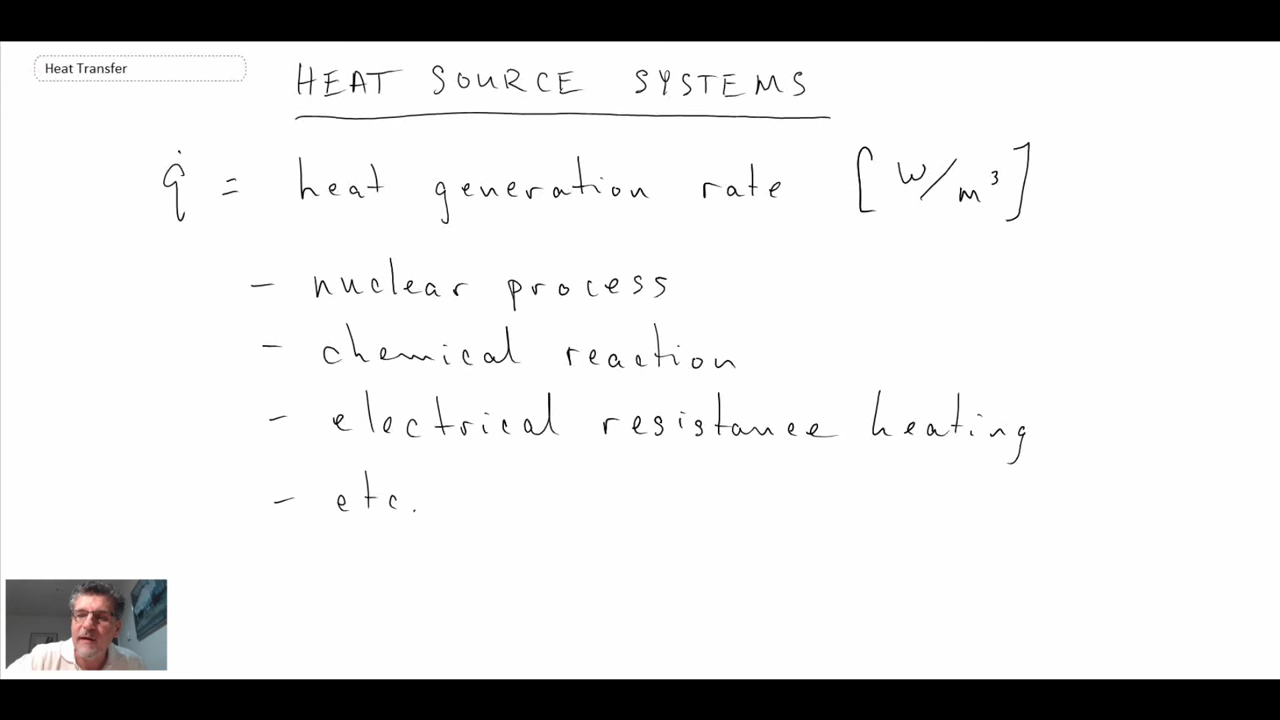 Heat Transfer
HEAT SOURCE SYSTEMS
q̇ = heat generation rate [W/m³]
- nuclear process
- chemical reaction
- electrical resistance heating
- etc.